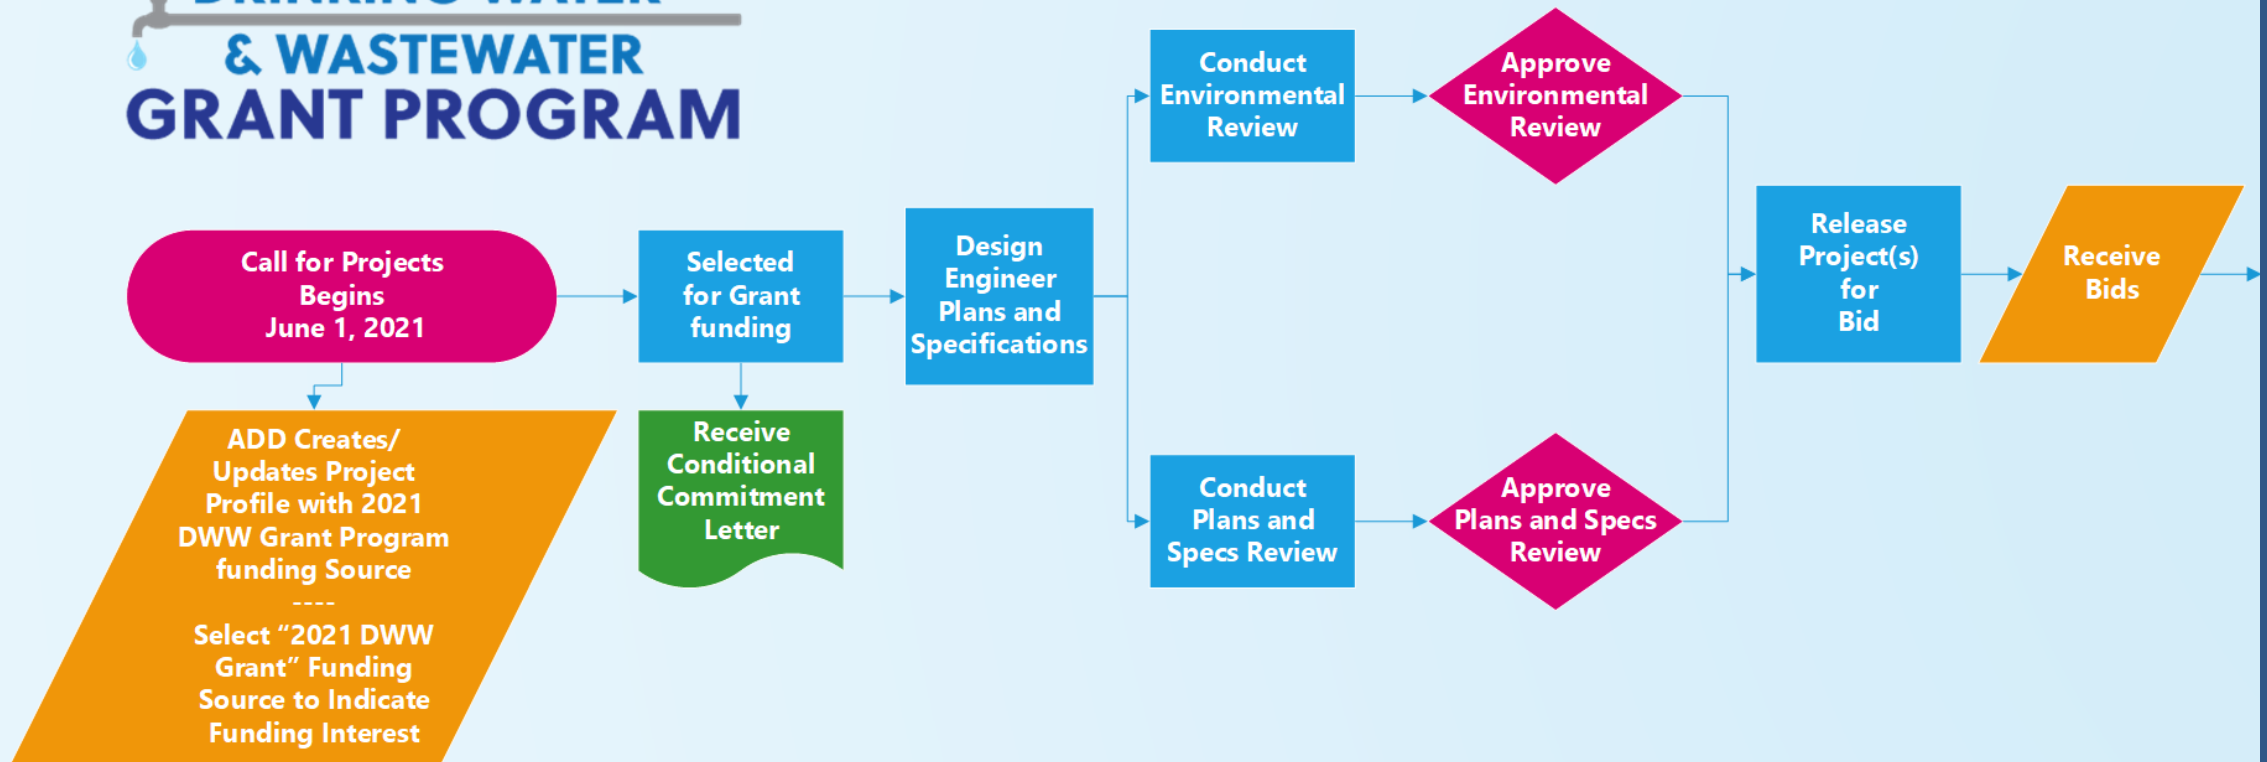 DRINKING WATER
& WASTEWATER
GRANT PROGRAM
Call for Projects
Begins
June 1, 2021
ADD Creates/
Updates Project
Profile with 2021
DWW Grant Program
funding Source
----
Select “2021 DWW
Grant” Funding
Source to Indicate
Funding Interest
Selected
for Grant
funding
Receive
Conditional
Commitment
Letter
Design
Engineer
Plans and
Specifications
Conduct
Environmental
Review
Approve
Environmental
Review
Conduct
Plans and
Specs Review
Approve
Plans and Specs
Review
Release
Project(s)
for
Bid
Receive
Bids